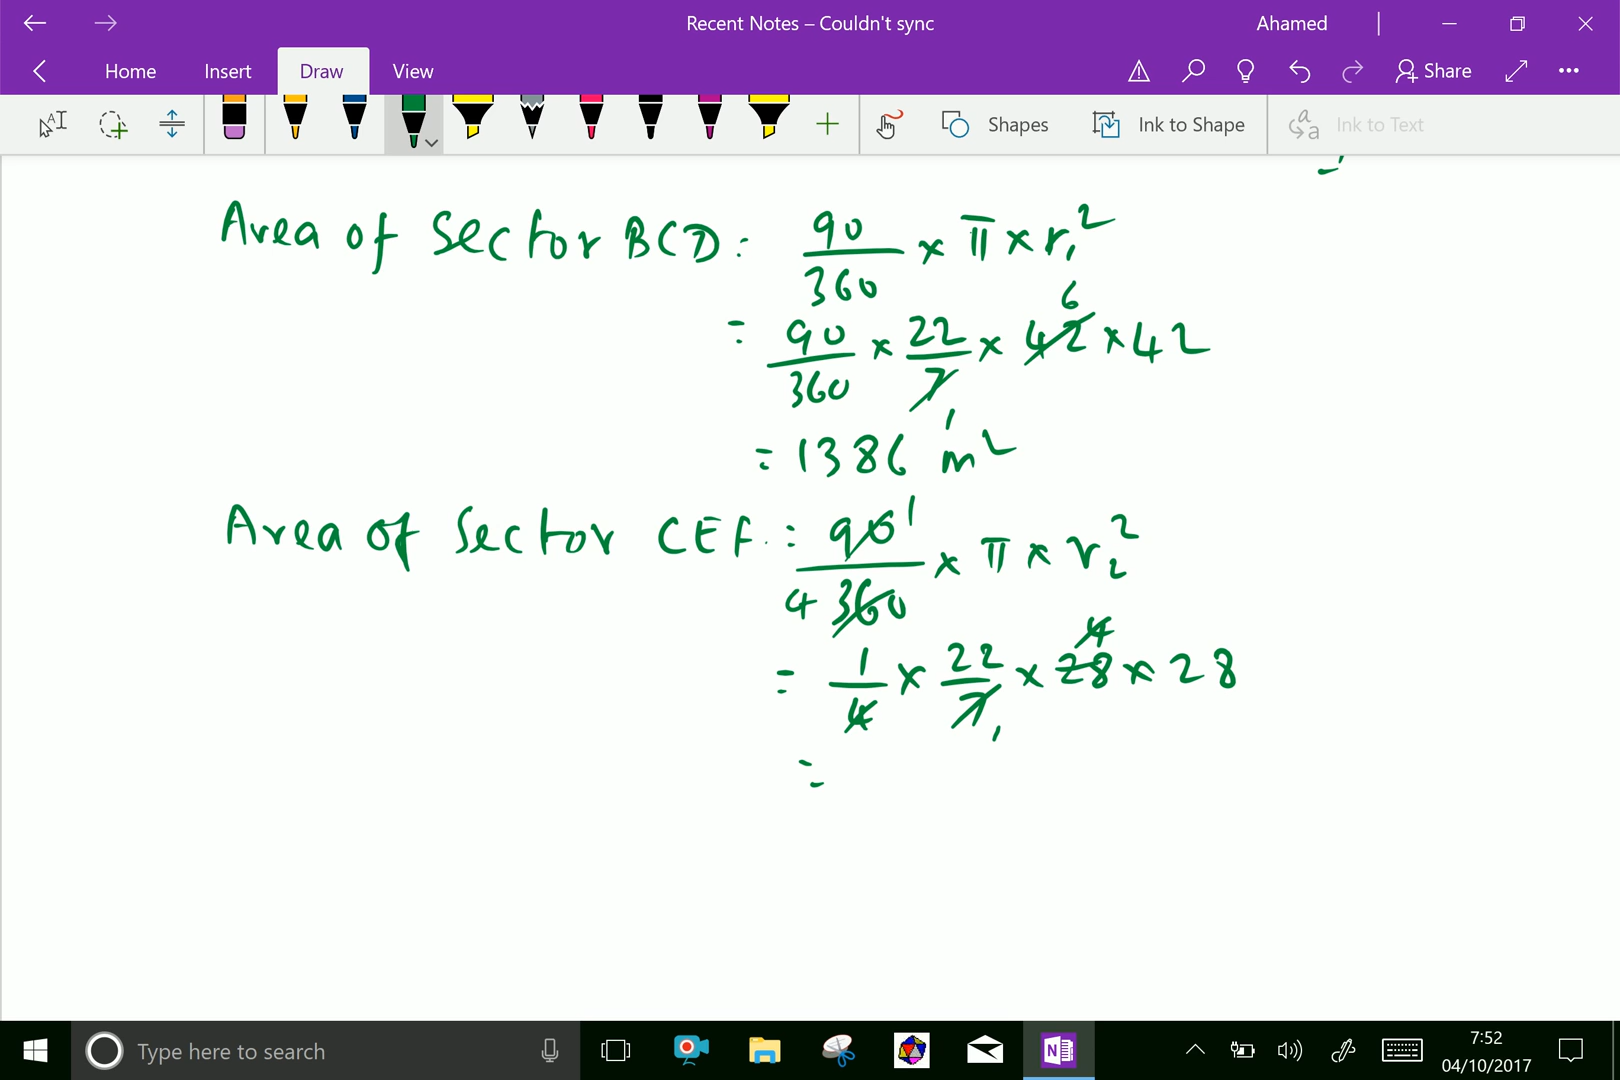 Recent Notes – Couldn't sync
Ahamed
Home Insert Draw View
Share
Shapes
Ink to Shape
Ink to Text
Area of Sector BCD : 90/360 × π × r₁²
= 90/360 × 22/7 × 42 × 42
6
1
= 1386 m²
Area of Sector CEF. : 90/360 × π × r₂²
1
4
= 1/4 × 22/7 × 28 × 28
4
1
=
Type here to search
7:52
04/10/2017